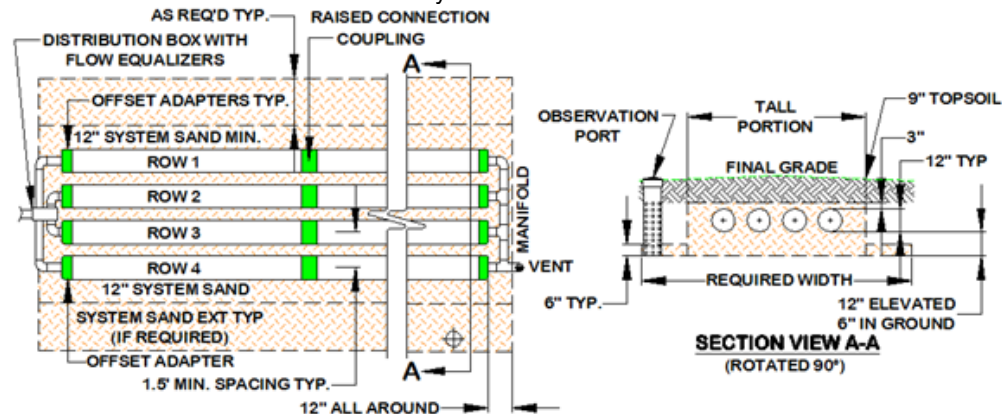 AS REQ'D TYP.
RAISED CONNECTION
COUPLING
DISTRIBUTION BOX WITH
FLOW EQUALIZERS
A
OFFSET ADAPTERS TYP.
12" SYSTEM SAND MIN.
ROW 1
ROW 2
ROW 3
ROW 4
MANIFOLD
VENT
12" SYSTEM SAND
SYSTEM SAND EXT TYP
(IF REQUIRED)
OFFSET ADAPTER
1.5' MIN. SPACING TYP.
A
12" ALL AROUND
OBSERVATION
PORT
TALL
PORTION
9" TOPSOIL
3"
12" TYP
FINAL GRADE
REQUIRED WIDTH
6" TYP.
12" ELEVATED
6" IN GROUND
SECTION VIEW A-A
(ROTATED 90°)